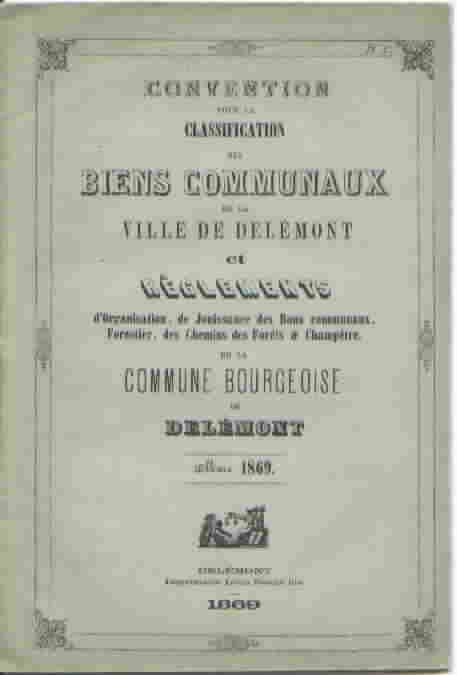 CONVENTION
POUR LA
CLASSIFICATION
DES
BIENS COMMUNAUX
DE LA
VILLE DE DELÉMONT
et
RÈGLEMENTS
d'Organisation, de Jouissance des Bons communaux,
Forestier, des Chemins des Forêts & Champêtre,
DE LA
COMMUNE BOURGEOISE
DE
DELÉMONT
1869.
DELÉMONT
Imprimerie
1869